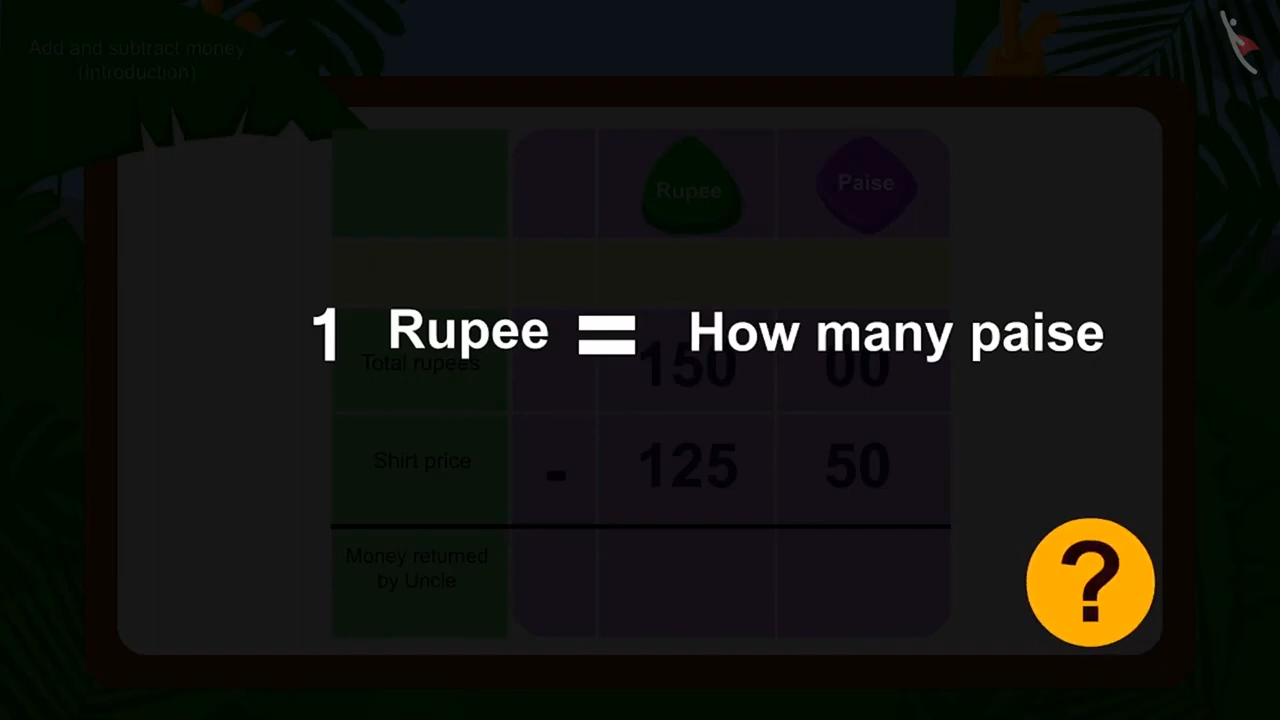 Add and subtract money
(Introduction)
Rupee Paise
1 Rupee = How many paise
Total rupees 150 00
Shirt price - 125 50
Money returned
by Uncle
?